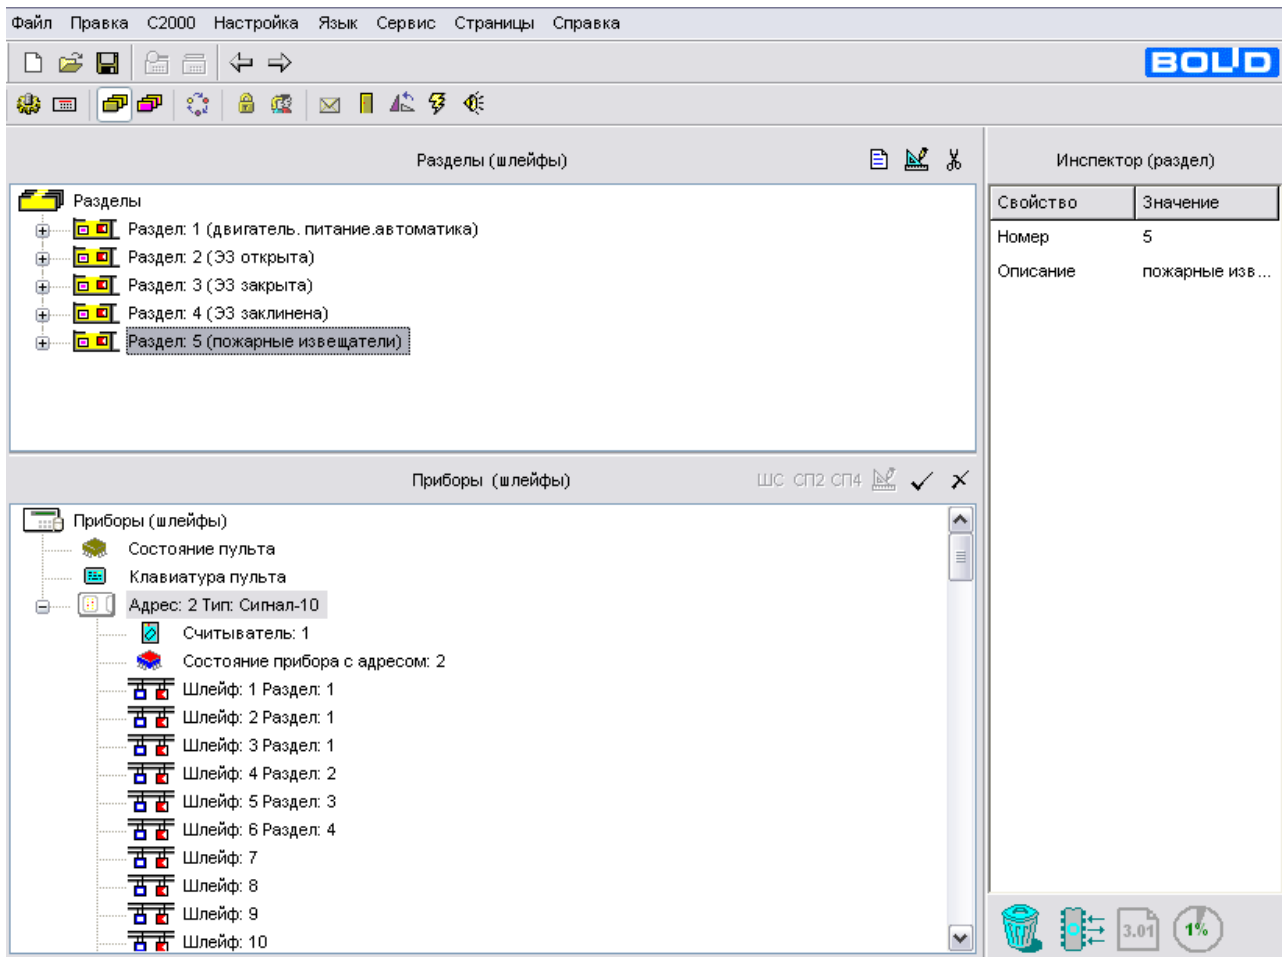 Файл Правка C2000 Настройка Язык Сервис Страницы Справка
BOLID
Разделы (шлейфы)
Инспектор (раздел)
Разделы
Раздел: 1 (двигатель. питание.автоматика)
Раздел: 2 (ЭЗ открыта)
Раздел: 3 (ЭЗ закрыта)
Раздел: 4 (ЭЗ заклинена)
Раздел: 5 (пожарные извещатели)
Свойство Значение
Номер 5
Описание пожарные изв...
Приборы (шлейфы)
ШС СП2 СП4
Приборы (шлейфы)
Состояние пульта
Клавиатура пульта
Адрес: 2 Тип: Сигнал-10
Считыватель: 1
Состояние прибора с адресом: 2
Шлейф: 1 Раздел: 1
Шлейф: 2 Раздел: 1
Шлейф: 3 Раздел: 1
Шлейф: 4 Раздел: 2
Шлейф: 5 Раздел: 3
Шлейф: 6 Раздел: 4
Шлейф: 7
Шлейф: 8
Шлейф: 9
Шлейф: 10
3.01
1%